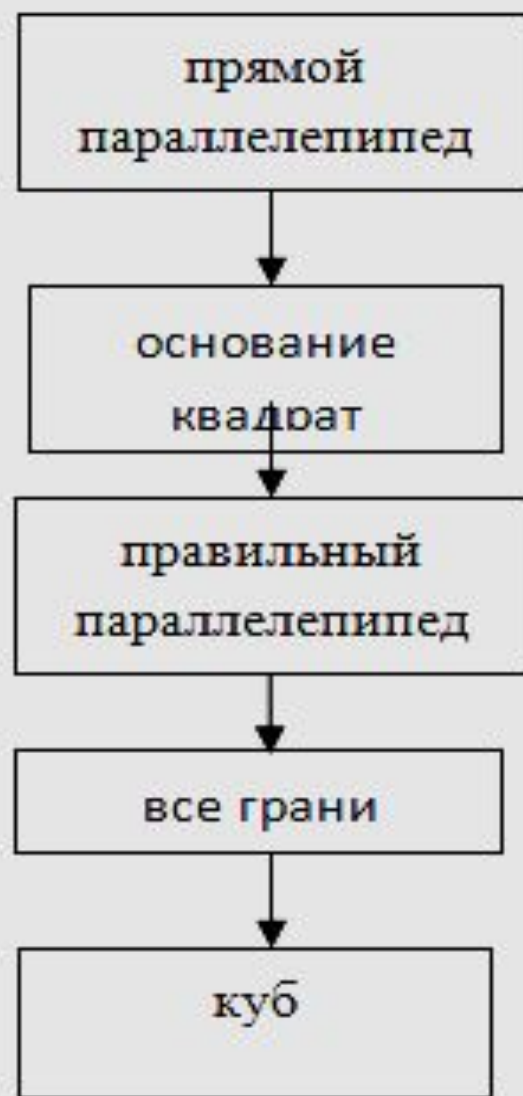 прямой
параллелепипед
основание
квадрат
правильный
параллелепипед
все грани
куб